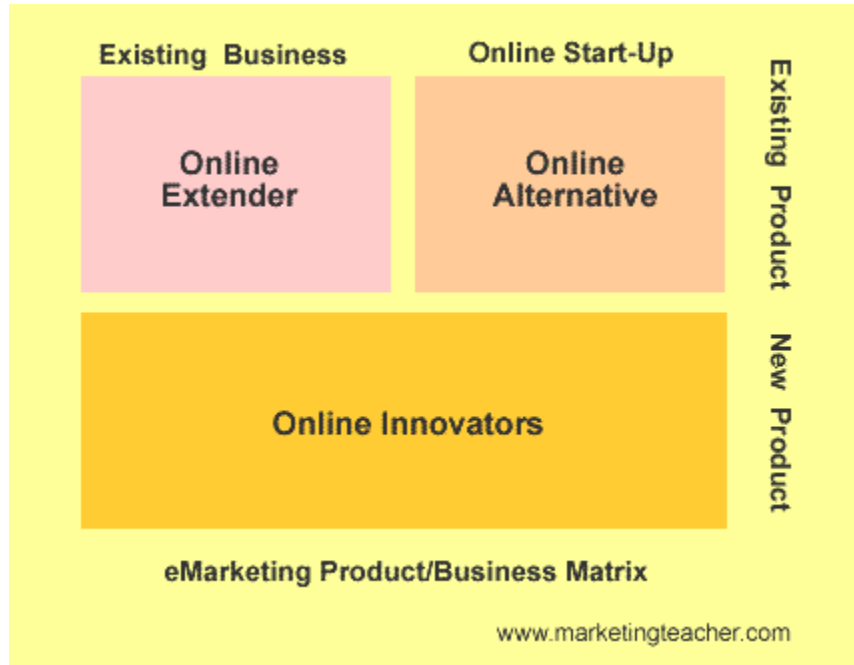 Existing Business
Online Start-Up
Online
Extender
Online
Alternative
Existing Product
Online Innovators
New Product
eMarketing Product/Business Matrix
www.marketingteacher.com